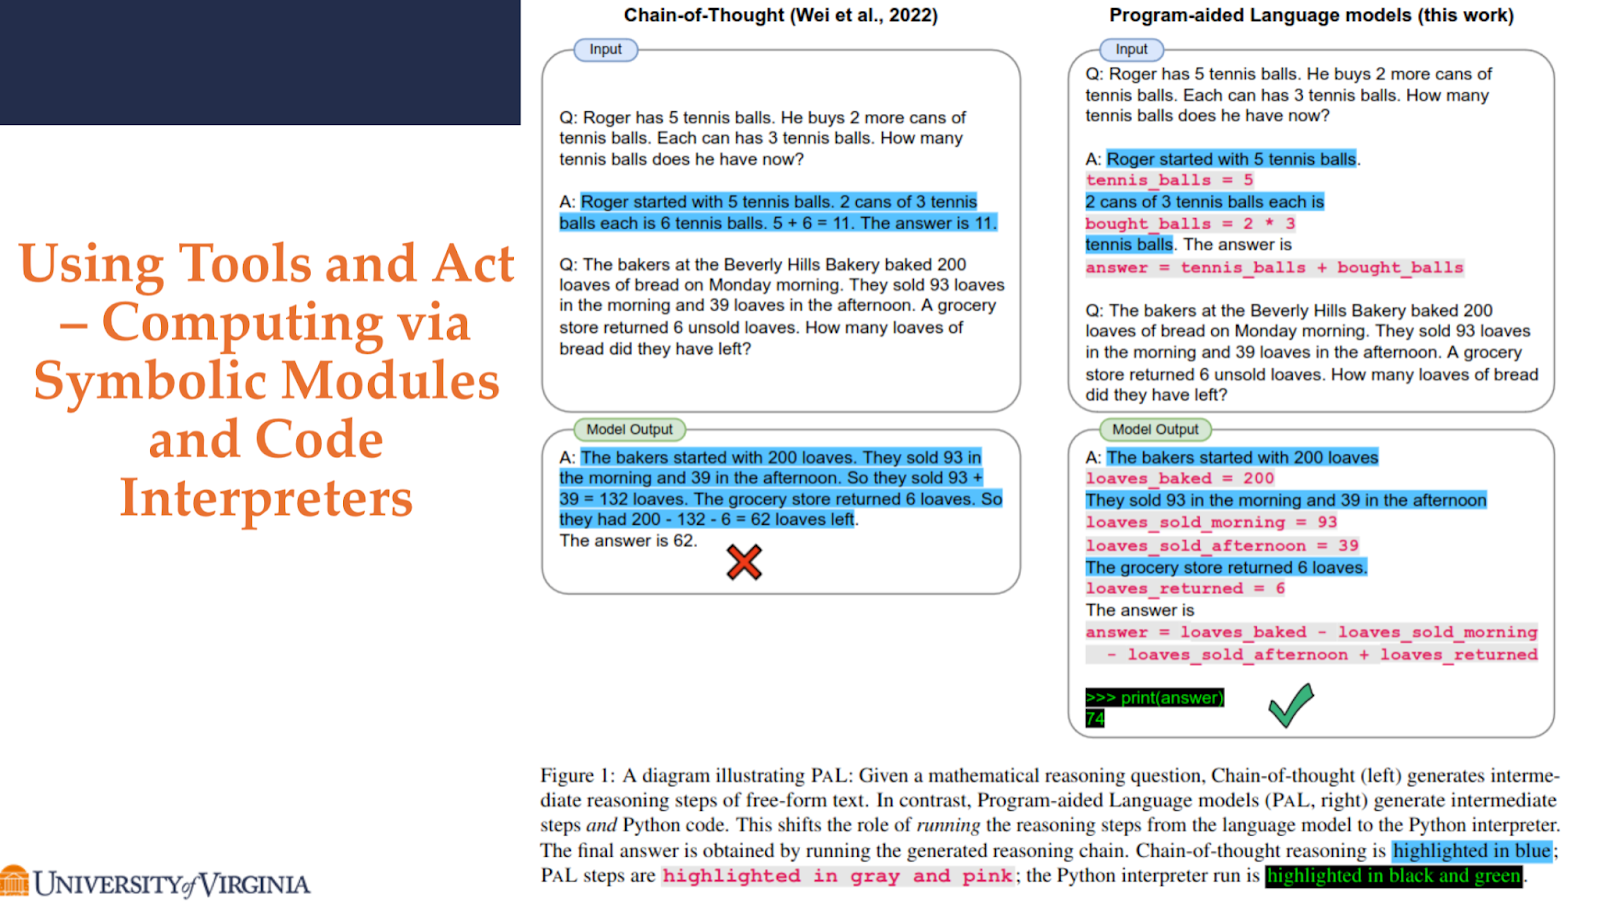 Using Tools and Act
– Computing via
Symbolic Modules
and Code
Interpreters
UNIVERSITY of VIRGINIA
Chain-of-Thought (Wei et al., 2022)
Input
Q: Roger has 5 tennis balls. He buys 2 more cans of
tennis balls. Each can has 3 tennis balls. How many
tennis balls does he have now?
A: Roger started with 5 tennis balls. 2 cans of 3 tennis
balls each is 6 tennis balls. 5 + 6 = 11. The answer is 11.
Q: The bakers at the Beverly Hills Bakery baked 200
loaves of bread on Monday morning. They sold 93 loaves
in the morning and 39 loaves in the afternoon. A grocery
store returned 6 unsold loaves. How many loaves of
bread did they have left?
Model Output
A: The bakers started with 200 loaves. They sold 93 in
the morning and 39 in the afternoon. So they sold 93 +
39 = 132 loaves. The grocery store returned 6 loaves. So
they had 200 - 132 - 6 = 62 loaves left.
The answer is 62.
Program-aided Language models (this work)
Input
Q: Roger has 5 tennis balls. He buys 2 more cans of
tennis balls. Each can has 3 tennis balls. How many
tennis balls does he have now?
A: Roger started with 5 tennis balls.
tennis_balls = 5
2 cans of 3 tennis balls each is
bought_balls = 2 * 3
tennis balls. The answer is
answer = tennis_balls + bought_balls
Q: The bakers at the Beverly Hills Bakery baked 200
loaves of bread on Monday morning. They sold 93 loaves
in the morning and 39 loaves in the afternoon. A grocery
store returned 6 unsold loaves. How many loaves of bread
did they have left?
Model Output
A: The bakers started with 200 loaves
loaves_baked = 200
They sold 93 in the morning and 39 in the afternoon
loaves_sold_morning = 93
loaves_sold_afternoon = 39
The grocery store returned 6 loaves.
loaves_returned = 6
The answer is
answer = loaves_baked - loaves_sold_morning
- loaves_sold_afternoon + loaves_returned
>>> print(answer)
74
Figure 1: A diagram illustrating PAL: Given a mathematical reasoning question, Chain-of-thought (left) generates interme-
diate reasoning steps of free-form text. In contrast, Program-aided Language models (PAL, right) generate intermediate
steps and Python code. This shifts the role of running the reasoning steps from the language model to the Python interpreter.
The final answer is obtained by running the generated reasoning chain. Chain-of-thought reasoning is highlighted in blue;
PAL steps are highlighted in gray and pink; the Python interpreter run is highlighted in black and green.